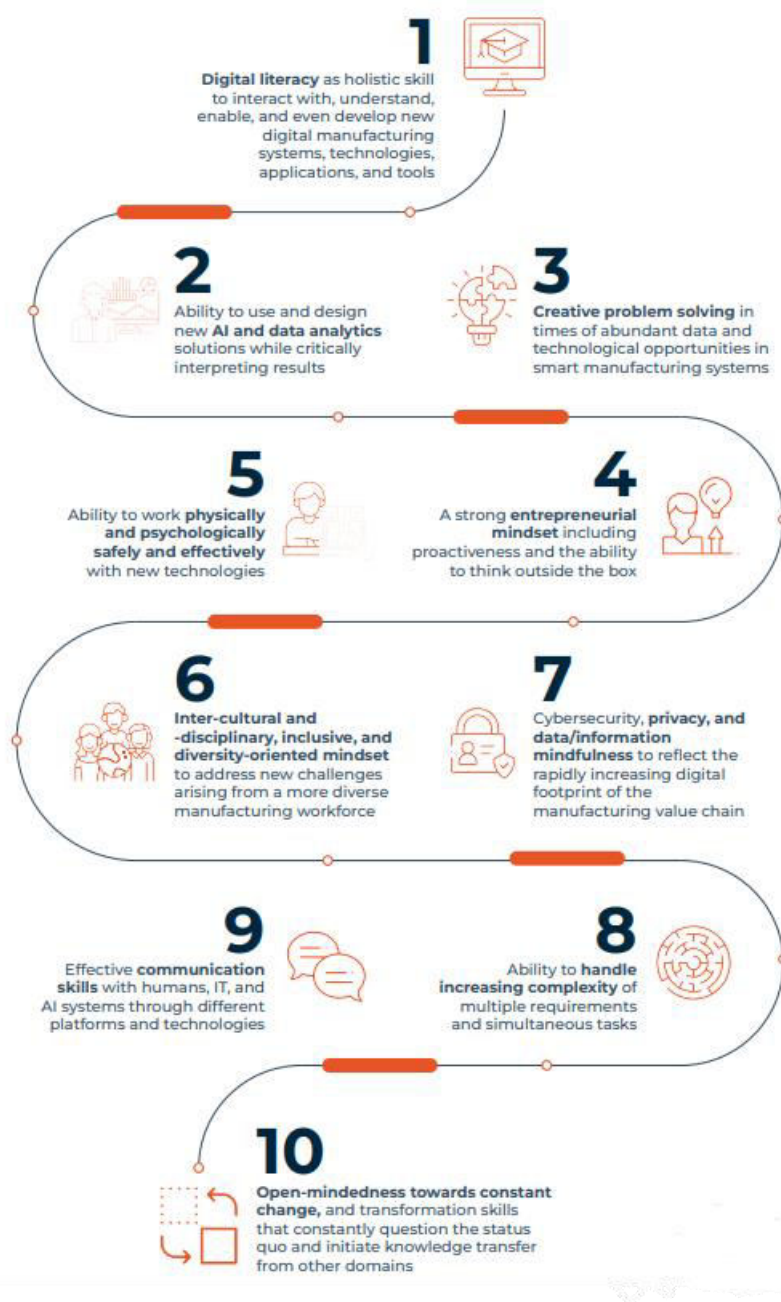 1
Digital literacy as holistic skill
to interact with, understand,
enable, and even develop new
digital manufacturing
systems, technologies,
applications, and tools
2
Ability to use and design
new AI and data analytics
solutions while critically
interpreting results
3
Creative problem solving in
times of abundant data and
technological opportunities in
smart manufacturing systems
4
A strong entrepreneurial
mindset including
proactiveness and the ability
to think outside the box
5
Ability to work physically
and psychologically
safely and effectively
with new technologies
6
Inter-cultural and
-disciplinary, inclusive, and
diversity-oriented mindset
to address new challenges
arising from a more diverse
manufacturing workforce
7
Cybersecurity, privacy, and
data/information
mindfulness to reflect the
rapidly increasing digital
footprint of the
manufacturing value chain
8
Ability to handle
increasing complexity of
multiple requirements
and simultaneous tasks
9
Effective communication
skills with humans, IT, and
AI systems through different
platforms and technologies
10
Open-mindedness towards constant
change, and transformation skills
that constantly question the status
quo and initiate knowledge transfer
from other domains